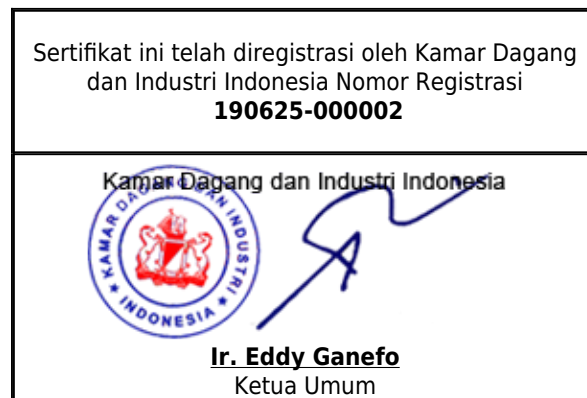 Sertifikat ini telah diregistrasi oleh Kamar Dagang
dan Industri Indonesia Nomor Registrasi
190625-000002
Kamar Dagang dan Industri Indonesia
KAMAR DAGANG DAN INDUSTRI
INDONESIA
Ir. Eddy Ganefo
Ketua Umum